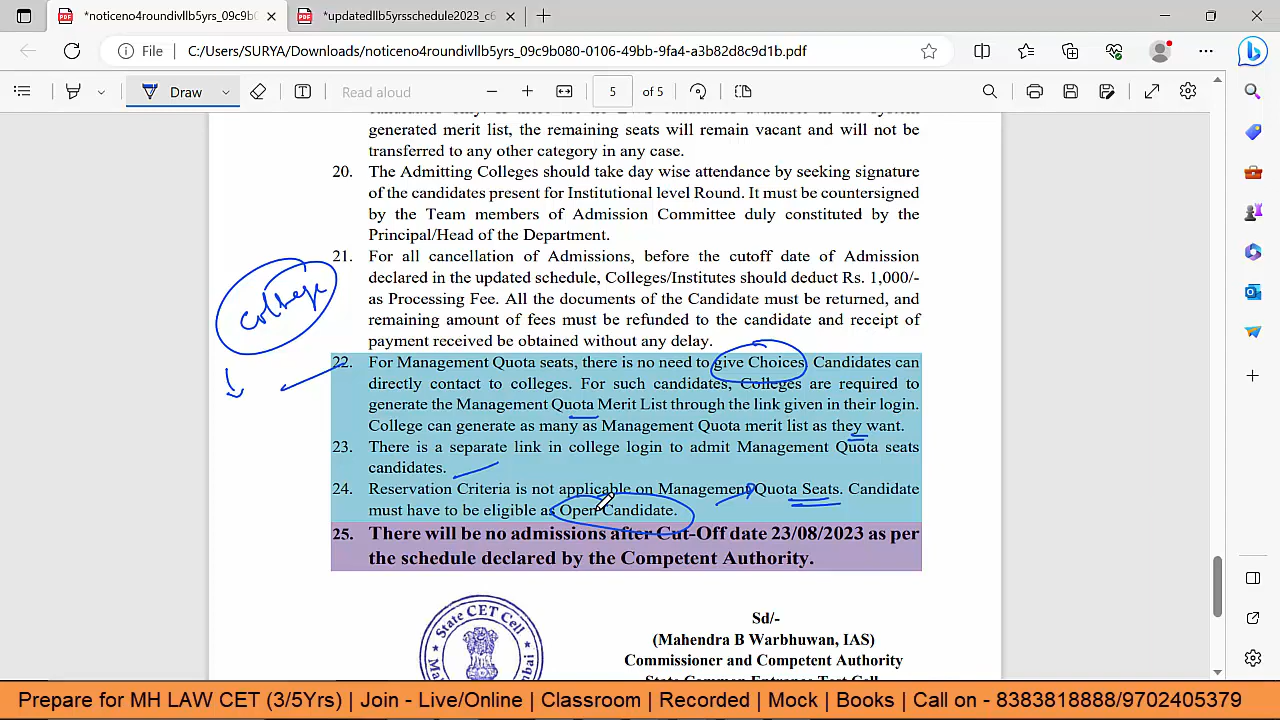 *noticeno4roundivllb5yrs_09c9b0
*updatedllb5yrsschedule2023_c6
File
C:/Users/SURYA/Downloads/noticeno4roundivllb5yrs_09c9b080-0106-49bb-9fa4-a3b82d8c9d1b.pdf
Draw
Read aloud
5 of 5
generated merit list, the remaining seats will remain vacant and will not be
transferred to any other category in any case.
20. The Admitting Colleges should take day wise attendance by seeking signature
of the candidates present for Institutional level Round. It must be countersigned
by the Team members of Admission Committee duly constituted by the
Principal/Head of the Department.
21. For all cancellation of Admissions, before the cutoff date of Admission
declared in the updated schedule, Colleges/Institutes should deduct Rs. 1,000/-
as Processing Fee. All the documents of the Candidate must be returned, and
remaining amount of fees must be refunded to the candidate and receipt of
payment received be obtained without any delay.
college
22. For Management Quota seats, there is no need to give Choices. Candidates can
directly contact to colleges. For such candidates, Colleges are required to
generate the Management Quota Merit List through the link given in their login.
College can generate as many as Management Quota merit list as they want.
23. There is a separate link in college login to admit Management Quota seats
candidates.
24. Reservation Criteria is not applicable on Management Quota Seats. Candidate
must have to be eligible as Open Candidate.
25. There will be no admissions after Cut-Off date 23/08/2023 as per
the schedule declared by the Competent Authority.
State CET Cell
Sd/-
(Mahendra B Warbhuwan, IAS)
Commissioner and Competent Authority
State Common Entrance Test Cell
Prepare for MH LAW CET (3/5Yrs) | Join - Live/Online | Classroom | Recorded | Mock | Books | Call on - 8383818888/9702405379